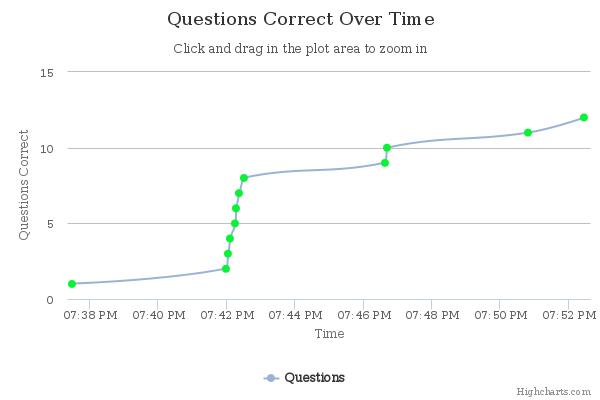 Questions Correct Over Time
Click and drag in the plot area to zoom in
Questions Correct
15
10
5
0
07:38 PM 07:40 PM 07:42 PM 07:44 PM 07:46 PM 07:48 PM 07:50 PM 07:52 PM
Time
Questions
Highcharts.com